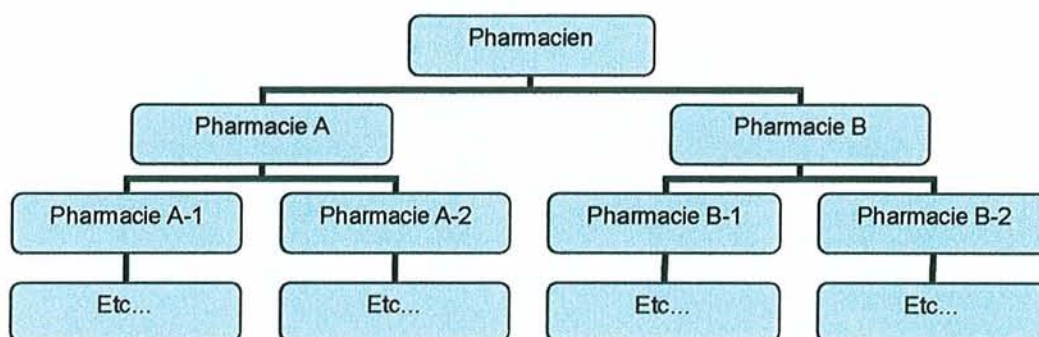 Pharmacien
Pharmacie A
Pharmacie B
Pharmacie A-1
Pharmacie A-2
Pharmacie B-1
Pharmacie B-2
Etc...
Etc...
Etc...
Etc...